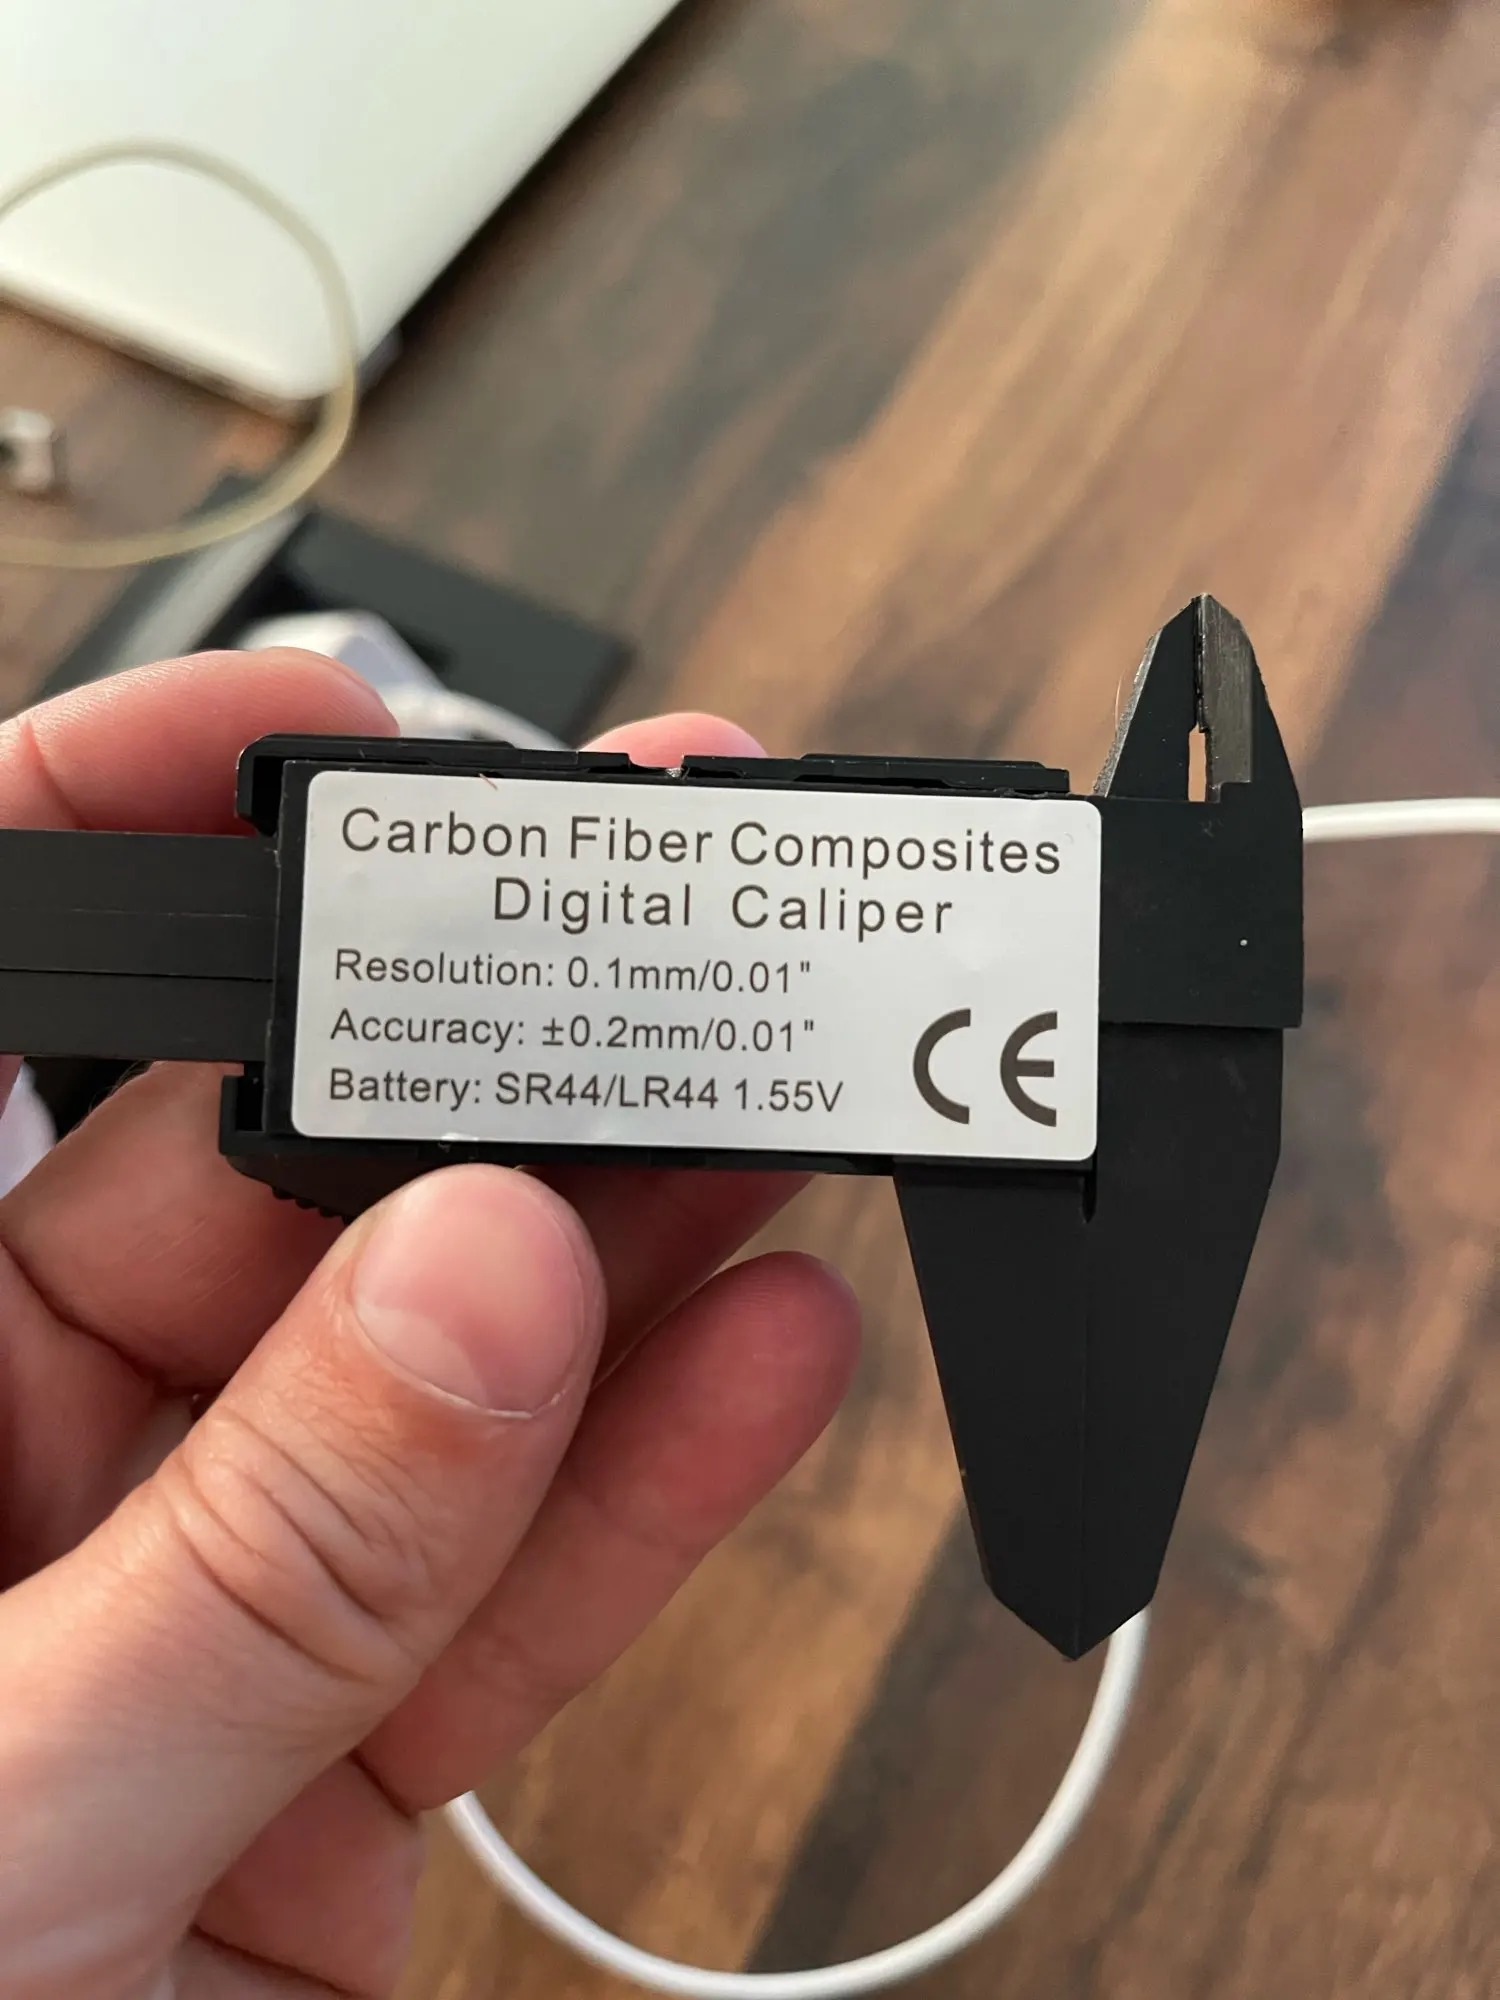 Carbon Fiber Composites
Digital Caliper
Resolution: 0.1mm/0.01"
Accuracy: ±0.2mm/0.01"
Battery: SR44/LR44 1.55V
CE